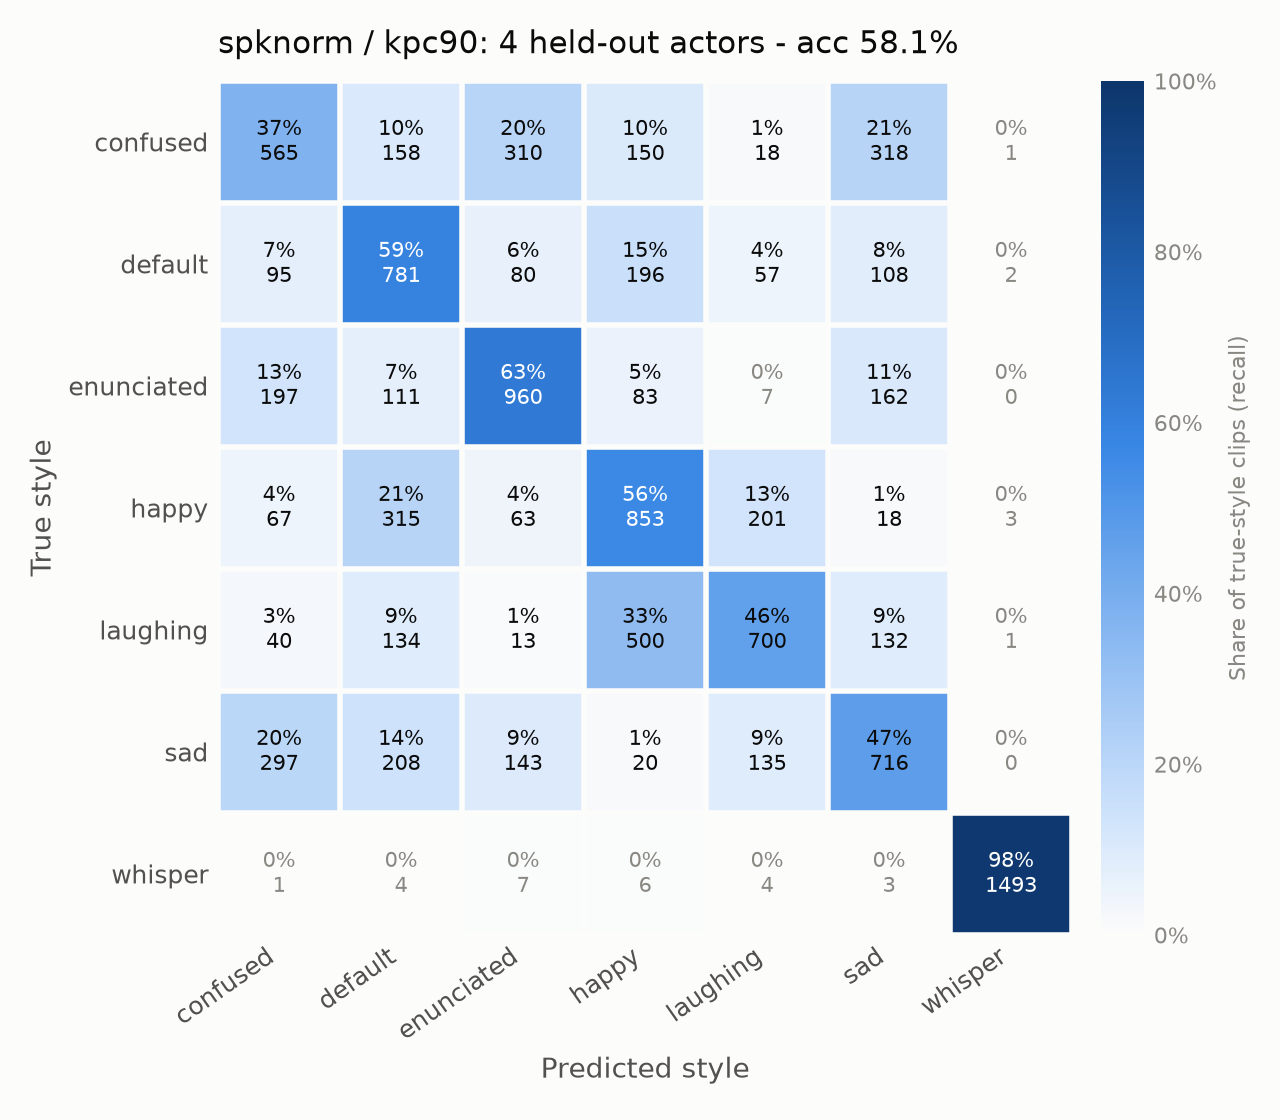 spknorm / kpc90: 4 held-out actors - acc 58.1%
True style
confused
37% 10% 20% 10% 1% 21% 0%
565 158 310 150 18 318 1
default
7% 59% 6% 15% 4% 8% 0%
95 781 80 196 57 108 2
enunciated
13% 7% 63% 5% 0% 11% 0%
197 111 960 83 7 162 0
happy
4% 21% 4% 56% 13% 1% 0%
67 315 63 853 201 18 3
laughing
3% 9% 1% 33% 46% 9% 0%
40 134 13 500 700 132 1
sad
20% 14% 9% 1% 9% 47% 0%
297 208 143 20 135 716 0
whisper
0% 0% 0% 0% 0% 0% 98%
1 4 7 6 4 3 1493
confused default enunciated happy laughing sad whisper
Predicted style
100%
80%
60%
40%
20%
0%
Share of true-style clips (recall)